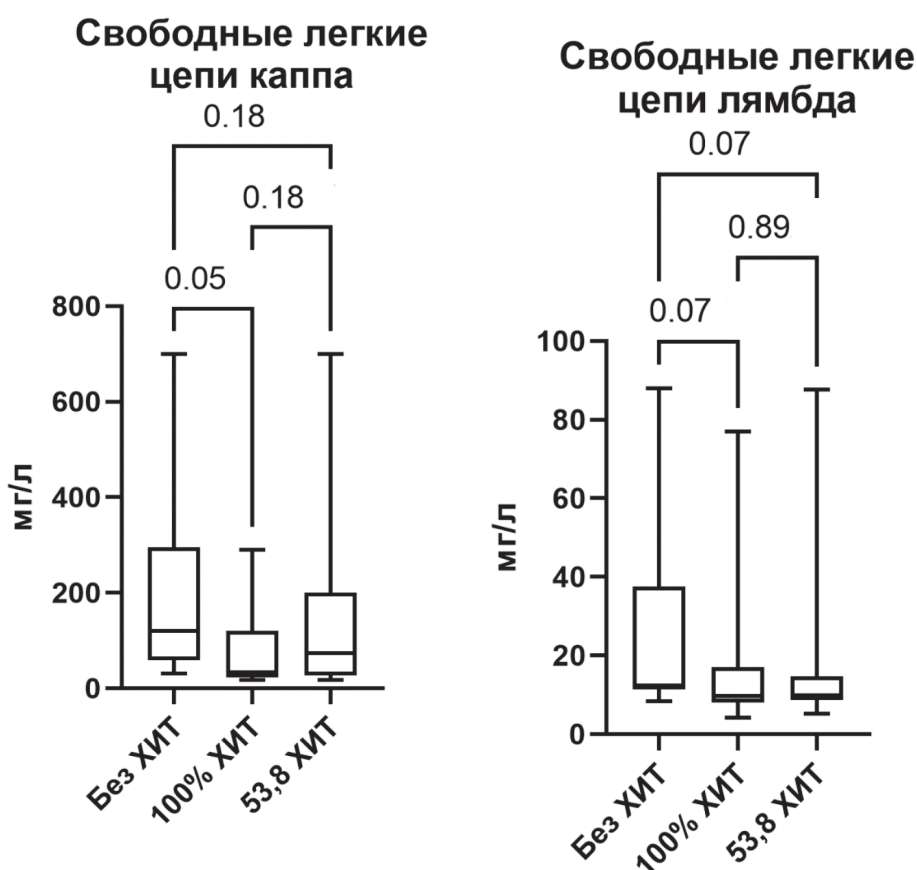 Свободные легкие
цепи каппа
0.18
0.18
0.05
800
600
400
200
0
мг/л
Без ХИТ
100% ХИТ
53,8 ХИТ
Свободные легкие
цепи лямбда
0.07
0.89
0.07
100
80
60
40
20
0
мг/л
Без ХИТ
100% ХИТ
53,8 ХИТ